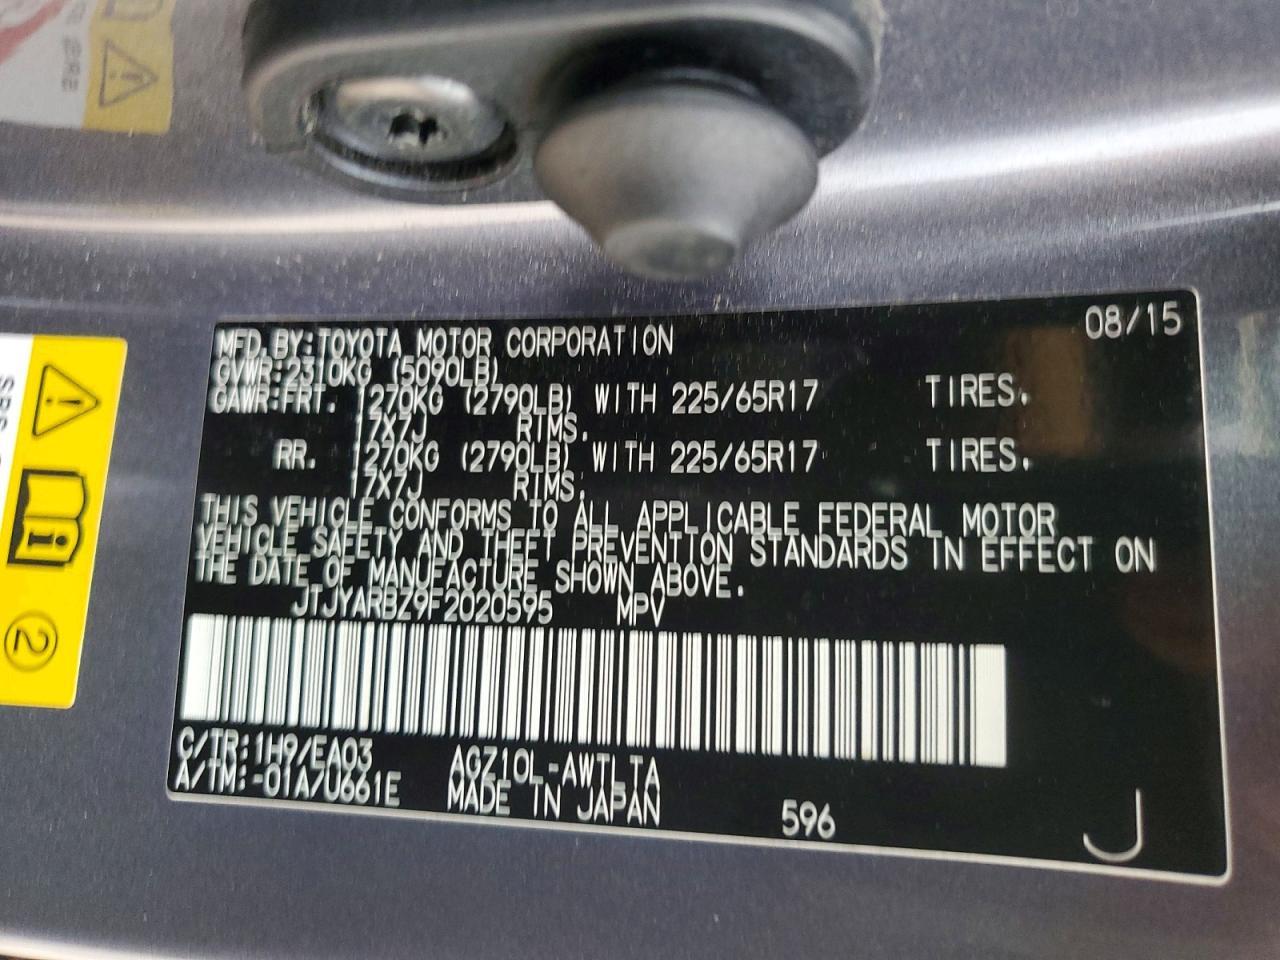 08/15
MFD.BY:TOYOTA MOTOR CORPORATION
GVWR:2310KG (5090LB)
GAWR:FRT. 1270KG (2790LB) WITH 225/65R17 TIRES.
17X7J RIMS.
RR. 1270KG (2790LB) WITH 225/65R17 TIRES.
17X7J RIMS.
THIS VEHICLE CONFORMS TO ALL APPLICABLE FEDERAL MOTOR
VEHICLE SAFETY AND THEFT PREVENTION STANDARDS IN EFFECT ON
THE DATE OF MANUFACTURE SHOWN ABOVE.
JTJYARBZ9F2020595 MPV
C/TR:1H9/EA03 AGZ10L-AWTLTA
A/TM:-01A/U661E MADE IN JAPAN
596
J
SRS
i
2